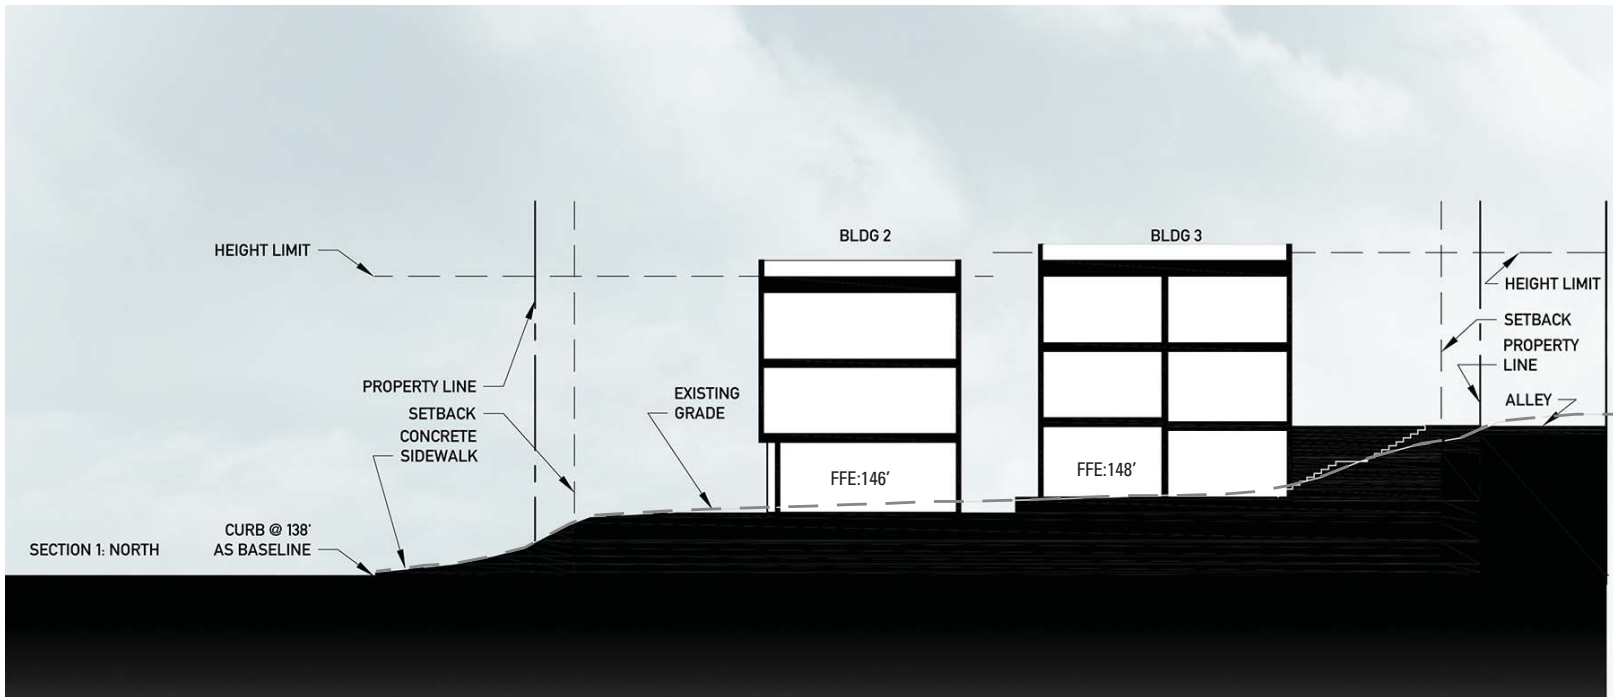 BLDG 2
BLDG 3
HEIGHT LIMIT
HEIGHT LIMIT
SETBACK
PROPERTY
LINE
ALLEY
PROPERTY LINE
SETBACK
CONCRETE
SIDEWALK
EXISTING
GRADE
FFE:146'
FFE:148'
CURB @ 138'
AS BASELINE
SECTION 1: NORTH